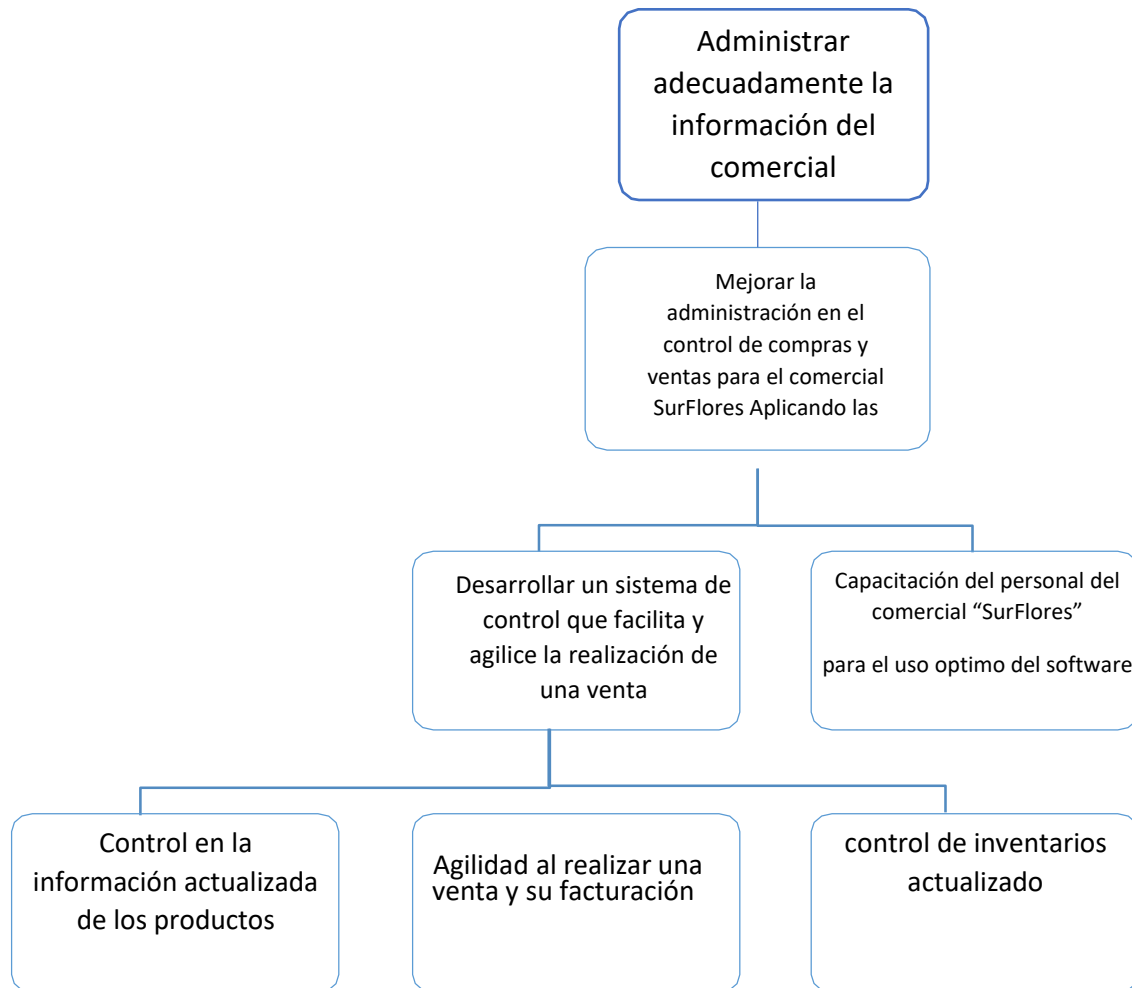 Administrar
adecuadamente la
información del
comercial
Mejorar la
administración en el
control de compras y
ventas para el comercial
SurFlores Aplicando las
Desarrollar un sistema de
control que facilita y
agilice la realización de
una venta
Capacitación del personal del
comercial “SurFlores”
para el uso optimo del software
Control en la
información actualizada
de los productos
Agilidad al realizar una
venta y su facturación
control de inventarios
actualizado